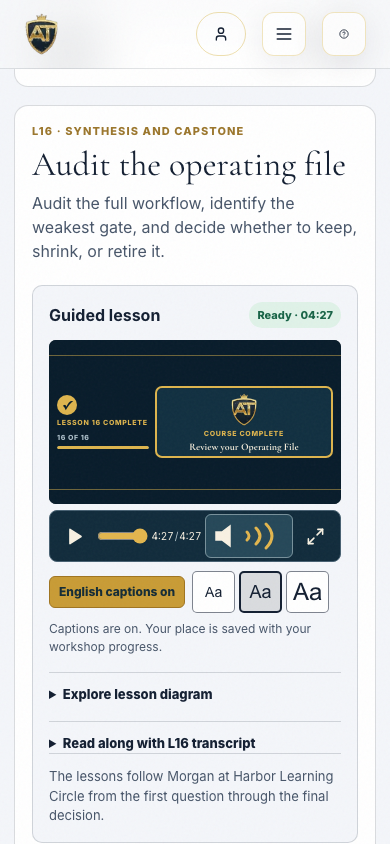 AT
L16 · SYNTHESIS AND CAPSTONE
Audit the operating file
Audit the full workflow, identify the
weakest gate, and decide whether to keep,
shrink, or retire it.
Guided lesson
Ready · 04:27
LESSON 16 COMPLETE
16 OF 16
AT
COURSE COMPLETE
Review your Operating File
4:27/4:27
English captions on
Aa
Aa
Aa
Captions are on. Your place is saved with your
workshop progress.
Explore lesson diagram
Read along with L16 transcript
The lessons follow Morgan at Harbor Learning
Circle from the first question through the final
decision.